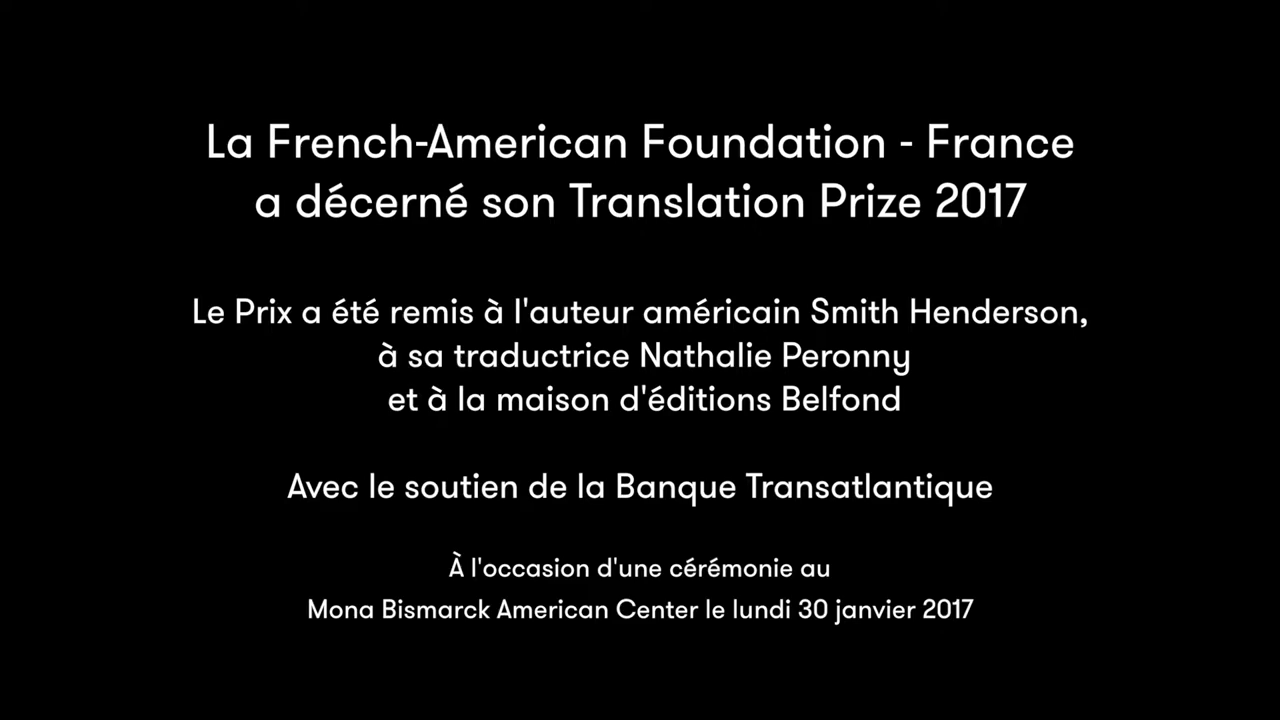 La French-American Foundation - France
a décerné son Translation Prize 2017
Le Prix a été remis à l'auteur américain Smith Henderson,
à sa traductrice Nathalie Peronny
et à la maison d'éditions Belfond
Avec le soutien de la Banque Transatlantique
À l'occasion d'une cérémonie au
Mona Bismarck American Center le lundi 30 janvier 2017